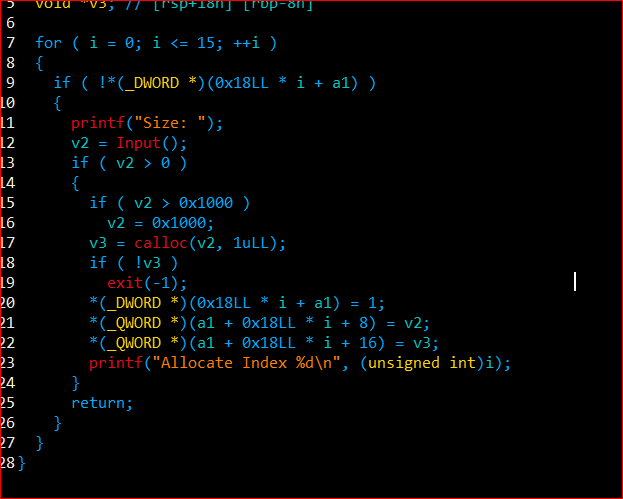 5   void *v3; // [rsp+18h] [rbp-8h]
6
7   for ( i = 0; i <= 15; ++i )
8   {
9     if ( !*(_DWORD *)(0x18LL * i + a1) )
10     {
11       printf("Size: ");
12       v2 = Input();
13       if ( v2 > 0 )
14       {
15         if ( v2 > 0x1000 )
16           v2 = 0x1000;
17         v3 = calloc(v2, 1uLL);
18         if ( !v3 )
19           exit(-1);
20         *(_DWORD *)(0x18LL * i + a1) = 1;
21         *(_QWORD *)(a1 + 0x18LL * i + 8) = v2;
22         *(_QWORD *)(a1 + 0x18LL * i + 16) = v3;
23         printf("Allocate Index %d\n", (unsigned int)i);
24       }
25       return;
26     }
27   }
28 }